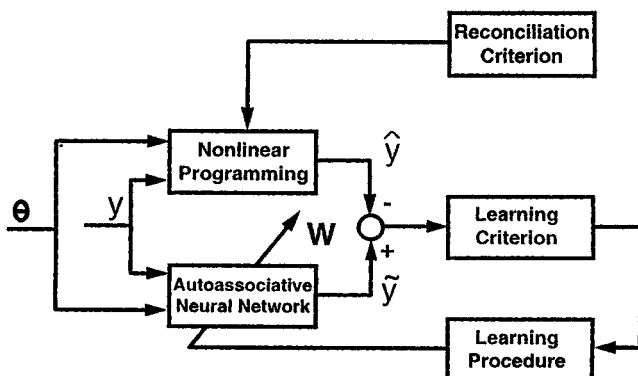 Reconciliation
Criterion
Nonlinear
Programming
ŷ
θ
y
W
-
+
Learning
Criterion
Autoassociative
Neural Network
ỹ
Learning
Procedure